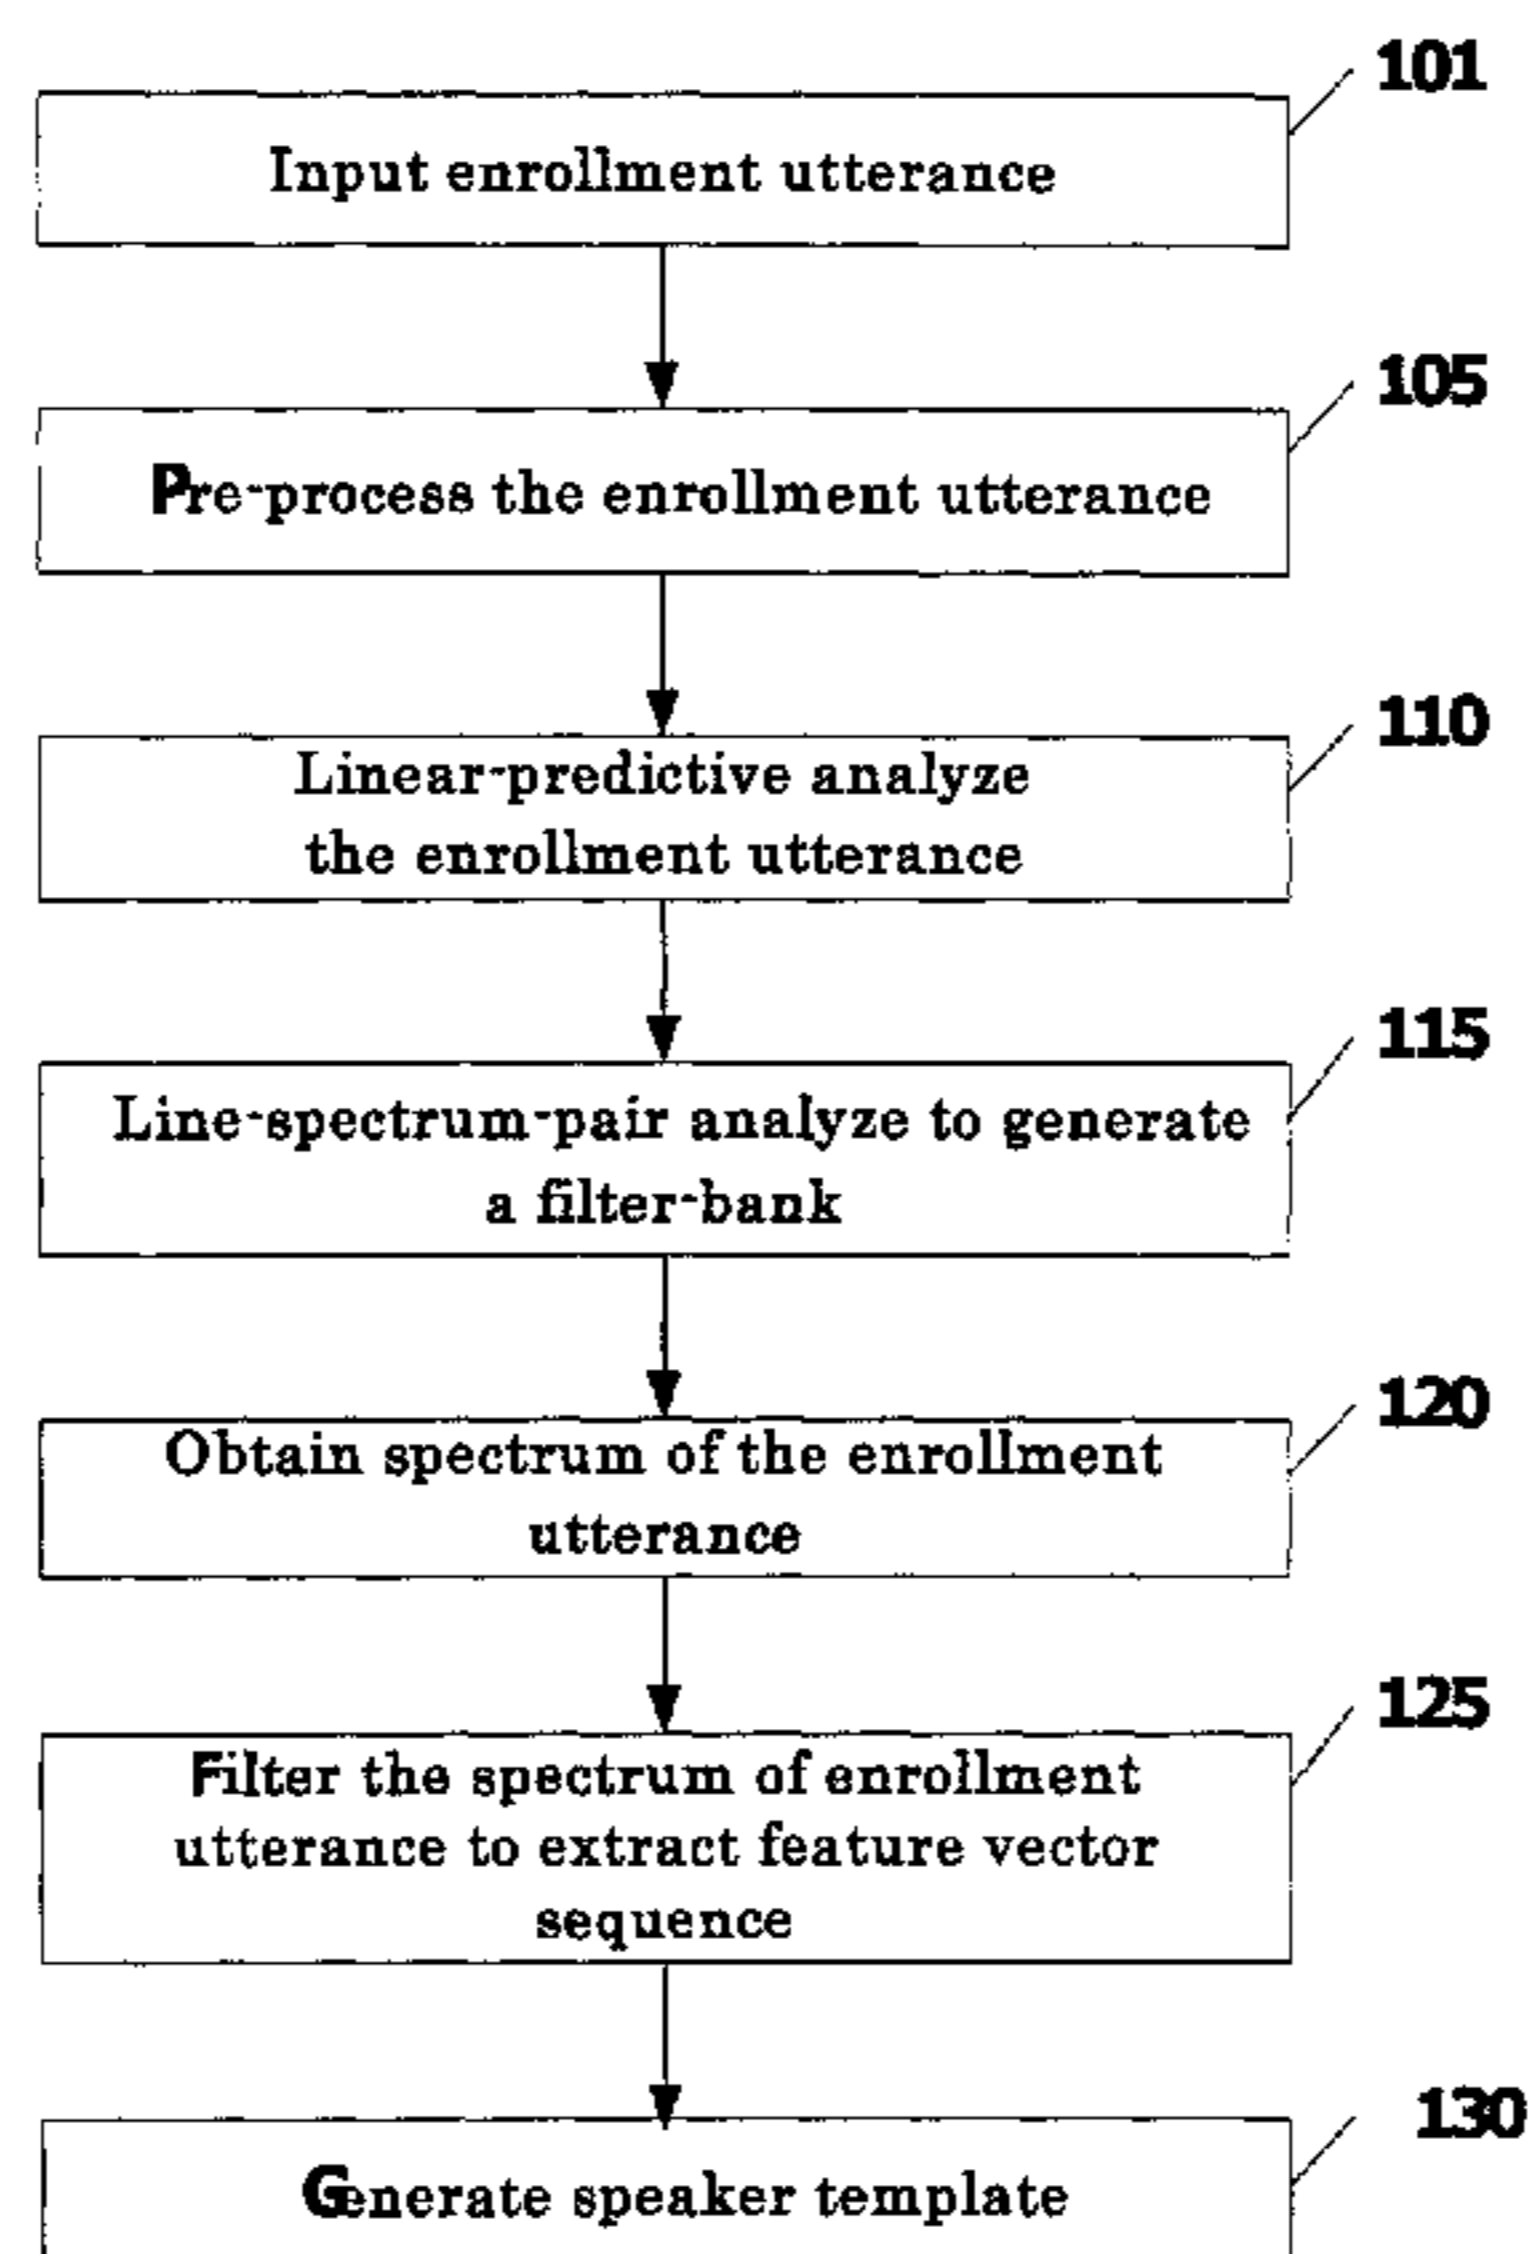 101
Input enrollment utterance
105
Pre-process the enrollment utterance
110
Linear-predictive analyze
the enrollment utterance
115
Line-spectrum-pair analyze to generate
a filter-bank
120
Obtain spectrum of the enrollment
utterance
125
Filter the spectrum of enrollment
utterance to extract feature vector
sequence
130
Generate speaker template